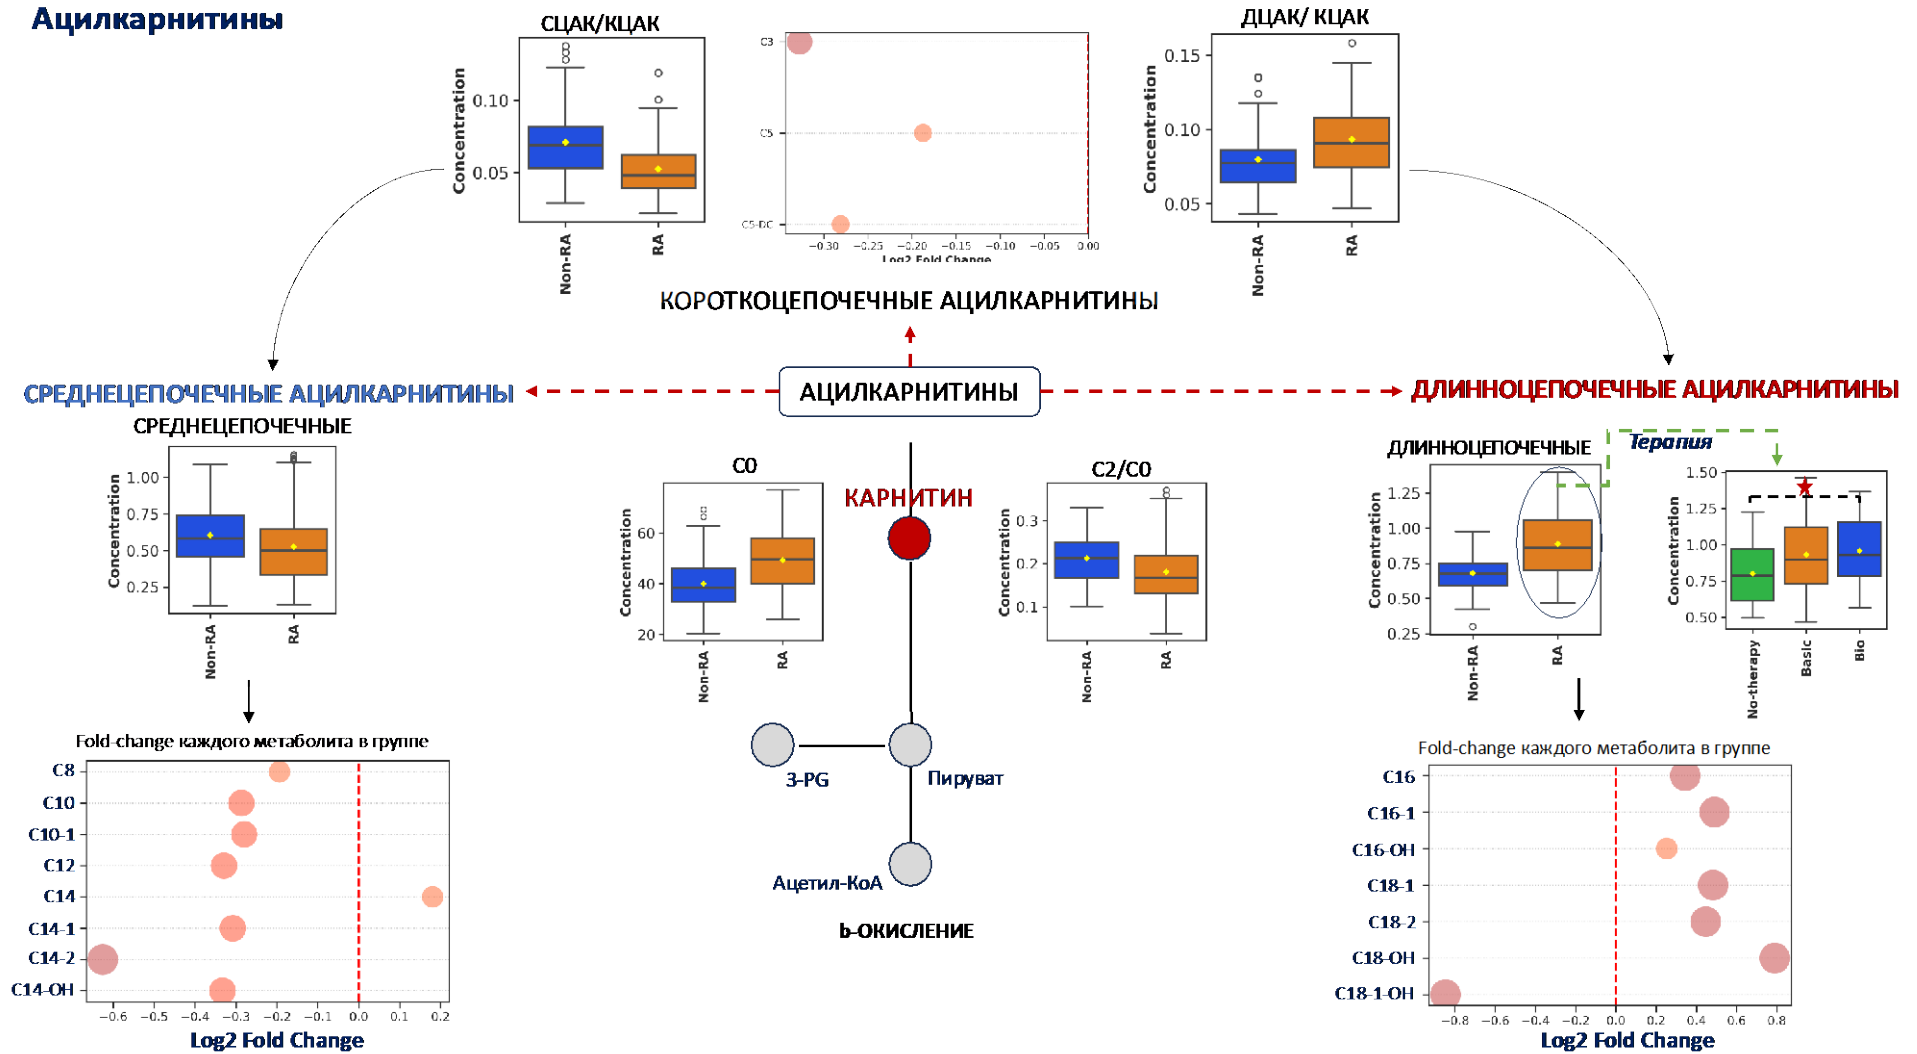 Ацилкарнитины
СЦАК/КЦАК
Concentration
0.10
0.05
Non-RA
RA
C3
C5
C5-DC
−0.30 −0.25 −0.20 −0.15 −0.10 −0.05 0.00
Log2 Fold Change
ДЦАК/ КЦАК
Concentration
0.15
0.10
0.05
Non-RA
RA
КОРОТКОЦЕПОЧЕЧНЫЕ АЦИЛКАРНИТИНЫ
СРЕДНЕЦЕПОЧЕЧНЫЕ АЦИЛКАРНИТИНЫ
АЦИЛКАРНИТИНЫ
ДЛИННОЦЕПОЧЕЧНЫЕ АЦИЛКАРНИТИНЫ
СРЕДНЕЦЕПОЧЕЧНЫЕ
Concentration
1.00
0.75
0.50
0.25
Non-RA
RA
C0
Concentration
60
40
20
Non-RA
RA
КАРНИТИН
C2/C0
Concentration
0.3
0.2
0.1
Non-RA
RA
ДЛИННОЦЕПОЧЕЧНЫЕ
Concentration
1.25
1.00
0.75
0.50
0.25
Non-RA
RA
Терапия
Concentration
1.50
1.25
1.00
0.75
0.50
No-therapy
Basic
Bio
3-PG
Пируват
Ацетил-КоА
b-ОКИСЛЕНИЕ
Fold-change каждого метаболита в группе
C8
C10
C10-1
C12
C14
C14-1
C14-2
C14-OH
−0.6 −0.5 −0.4 −0.3 −0.2 −0.1 0.0 0.1 0.2
Log2 Fold Change
Fold-change каждого метаболита в группе
C16
C16-1
C16-OH
C18-1
C18-2
C18-OH
C18-1-OH
−0.8 −0.6 −0.4 −0.2 0.0 0.2 0.4 0.6 0.8
Log2 Fold Change